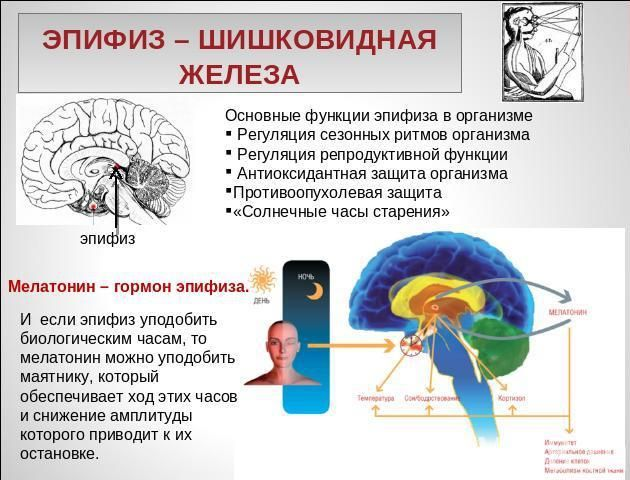 ЭПИФИЗ – ШИШКОВИДНАЯ
ЖЕЛЕЗА
Основные функции эпифиза в организме
▪ Регуляция сезонных ритмов организма
▪ Регуляция репродуктивной функции
▪ Антиоксидантная защита организма
▪Противоопухолевая защита
▪«Солнечные часы старения»
эпифиз
Мелатонин – гормон эпифиза.
И если эпифиз уподобить
биологическим часам, то
мелатонин можно уподобить
маятнику, который
обеспечивает ход этих часов
и снижение амплитуды
которого приводит к их
остановке.
ДЕНЬ
НОЧЬ
МЕЛАТОНИН
Температура
Сон/бодрствование
Кортизол
Иммунитет
Артериальное давление
Деление клеток
Метаболизм костной ткани